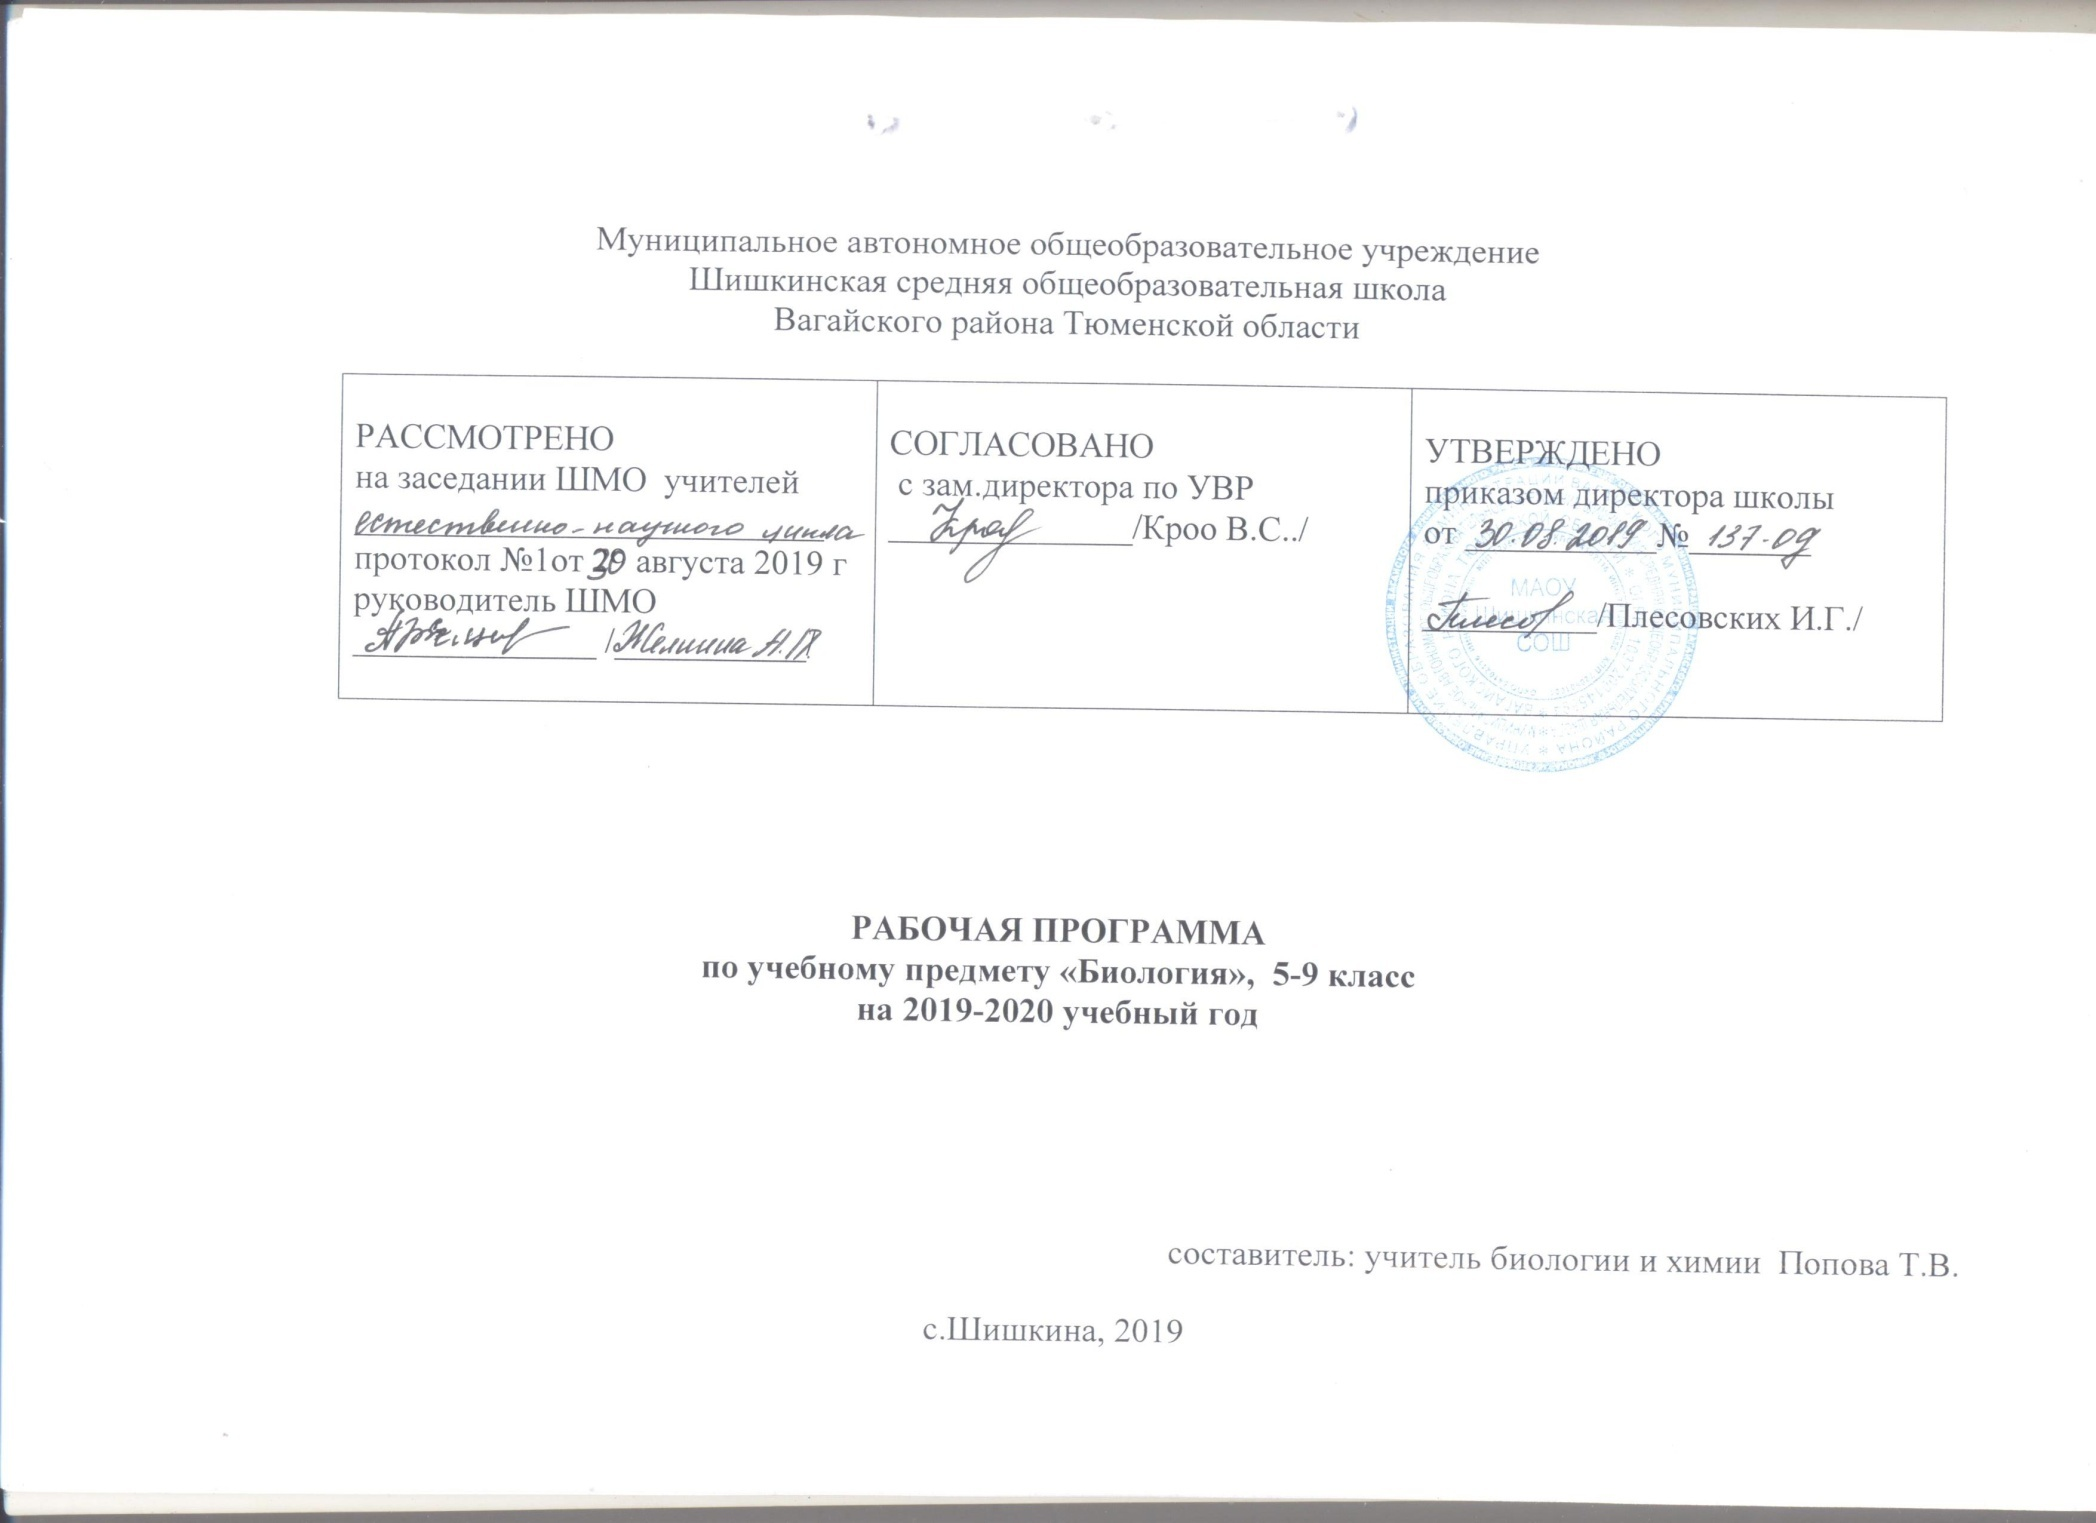 Муниципальное автономное общеобразовательное учреждение
Шишкинская средняя общеобразовательная школа
Вагайского района Тюменской области
РАССМОТРЕНО
на заседании ШМО учителей
естественно-научного цикла
протокол №1от 30 августа 2019 г
руководитель ШМО
СОГЛАСОВАНО
с зам.директора по УВР
/Кроо В.С../
УТВЕРЖДЕНО
приказом директора школы
от 30.08.2019 № 137-од
/Плесовских И.Г./
МАОУ
Шишкинская
СОШ
РАБОЧАЯ ПРОГРАММА
по учебному предмету «Биология», 5-9 класс
на 2019-2020 учебный год
составитель: учитель биологии и химии Попова Т.В.
с.Шишкина, 2019